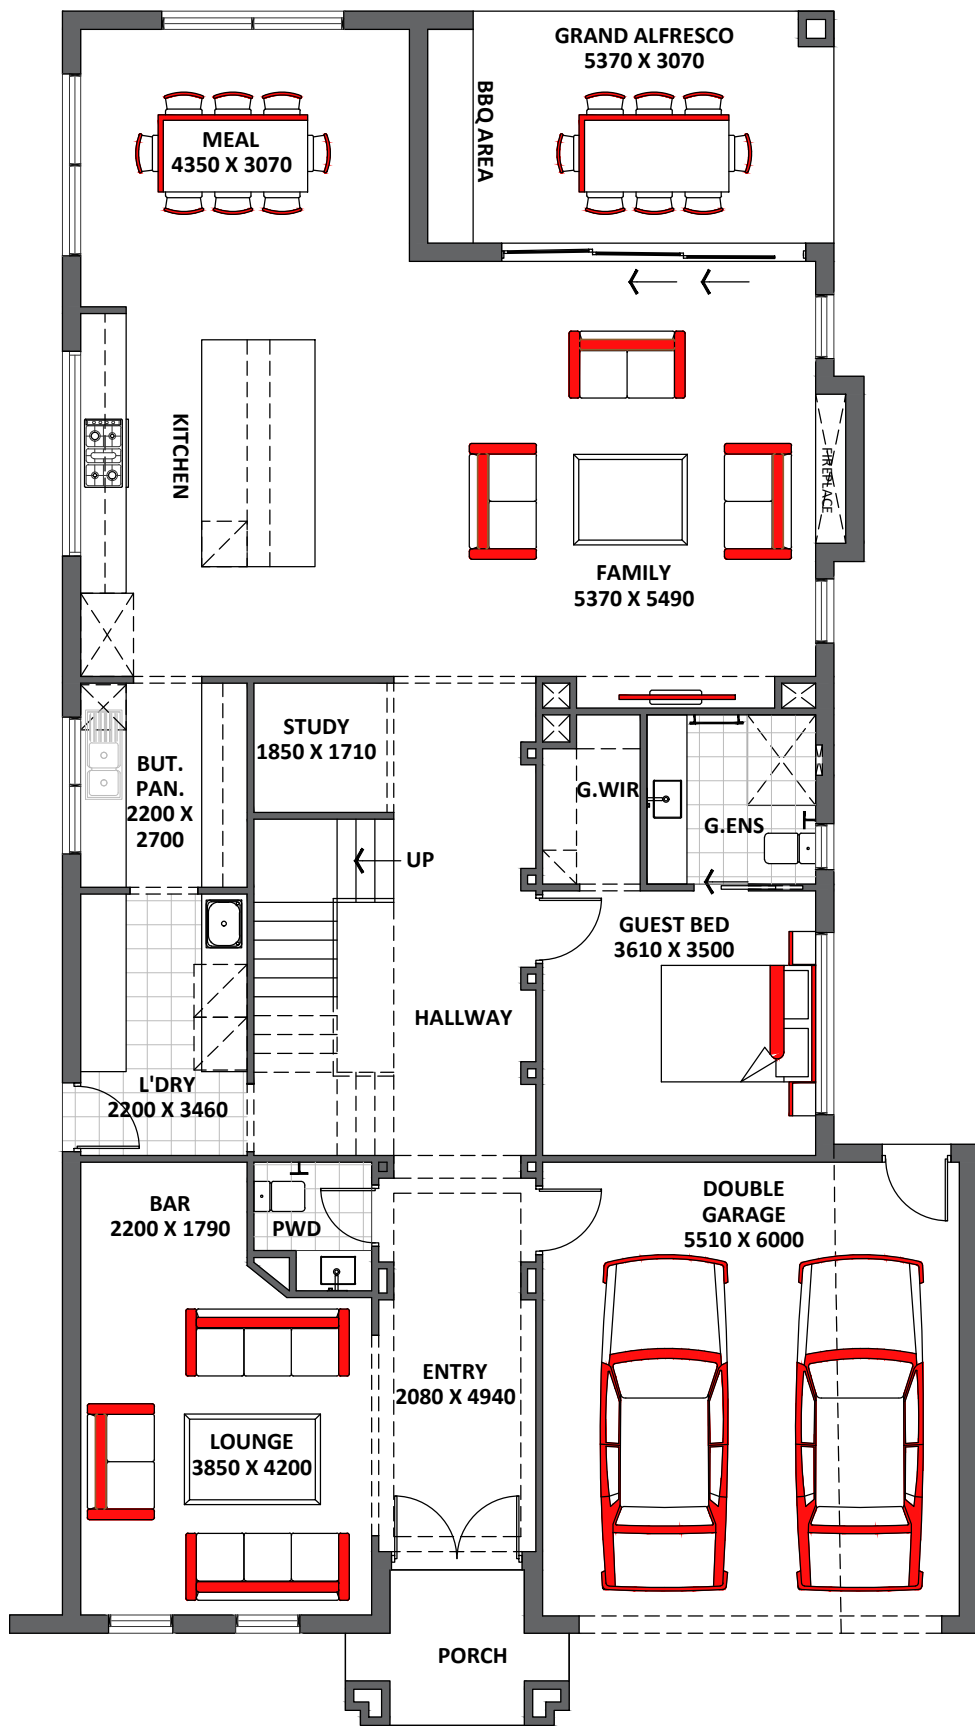 GRAND ALFRESCO
5370 X 3070
BBQ AREA
MEAL
4350 X 3070
KITCHEN
FIREPLACE
FAMILY
5370 X 5490
STUDY
1850 X 1710
BUT.
PAN.
2200 X
2700
G.WIR
G.ENS
UP
GUEST BED
3610 X 3500
HALLWAY
L'DRY
2200 X 3460
BAR
2200 X 1790
PWD
DOUBLE
GARAGE
5510 X 6000
ENTRY
2080 X 4940
LOUNGE
3850 X 4200
PORCH